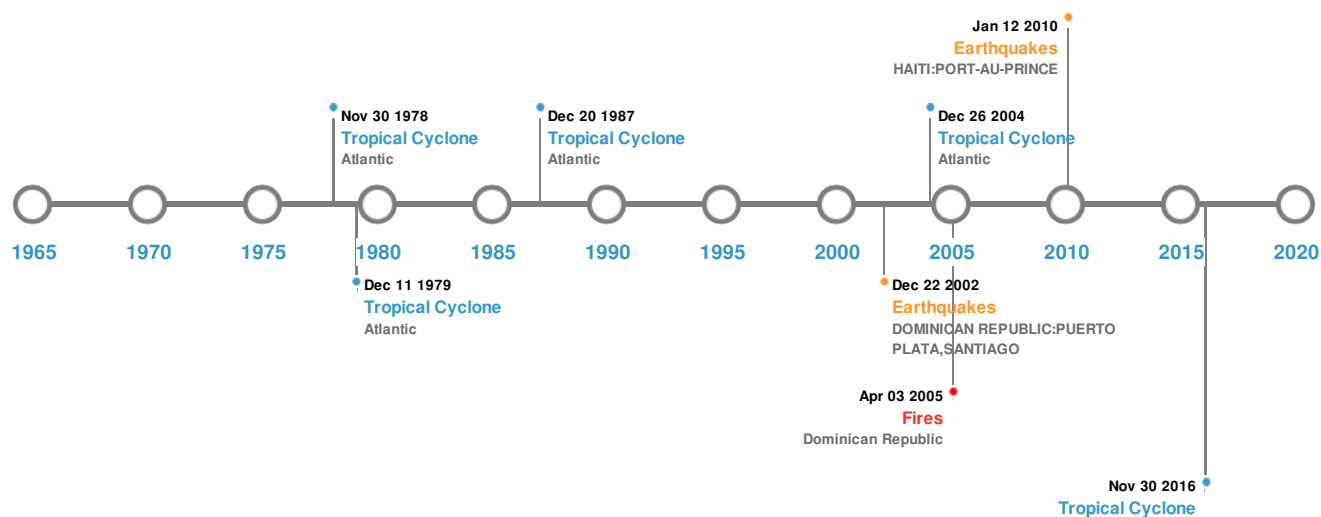 Jan 12 2010
Earthquakes
HAITI:PORT-AU-PRINCE
Nov 30 1978
Tropical Cyclone
Atlantic
Dec 20 1987
Tropical Cyclone
Atlantic
Dec 26 2004
Tropical Cyclone
Atlantic
1965 1970 1975 1980 1985 1990 1995 2000 2005 2010 2015 2020
Dec 11 1979
Tropical Cyclone
Atlantic
Dec 22 2002
Earthquakes
DOMINICAN REPUBLIC:PUERTO
PLATA,SANTIAGO
Apr 03 2005
Fires
Dominican Republic
Nov 30 2016
Tropical Cyclone